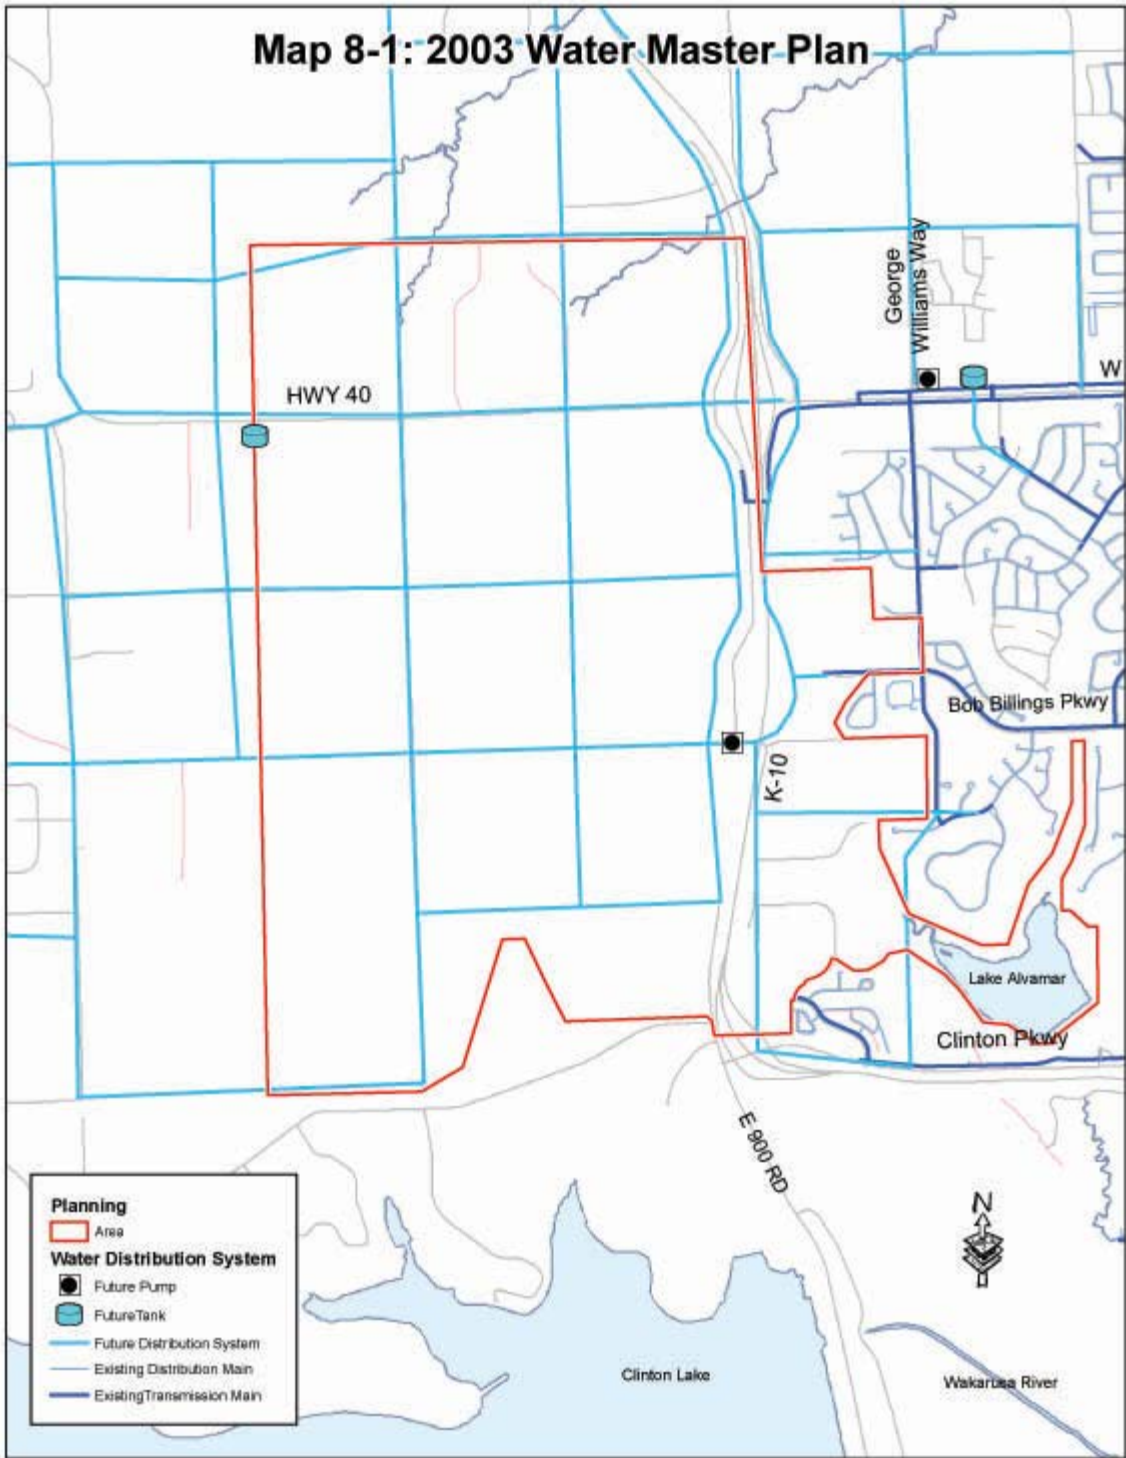 Map 8-1: 2003 Water Master Plan
George
Williams Way
W
HWY 40
Bob Billings Pkwy
K-10
Lake Alvamar
Clinton Pkwy
E 900 RD
N
Planning
Area
Water Distribution System
Future Pump
FutureTank
Future Distribution System
Existing Distribution Main
ExistingTransmission Main
Clinton Lake
Wakarusa River